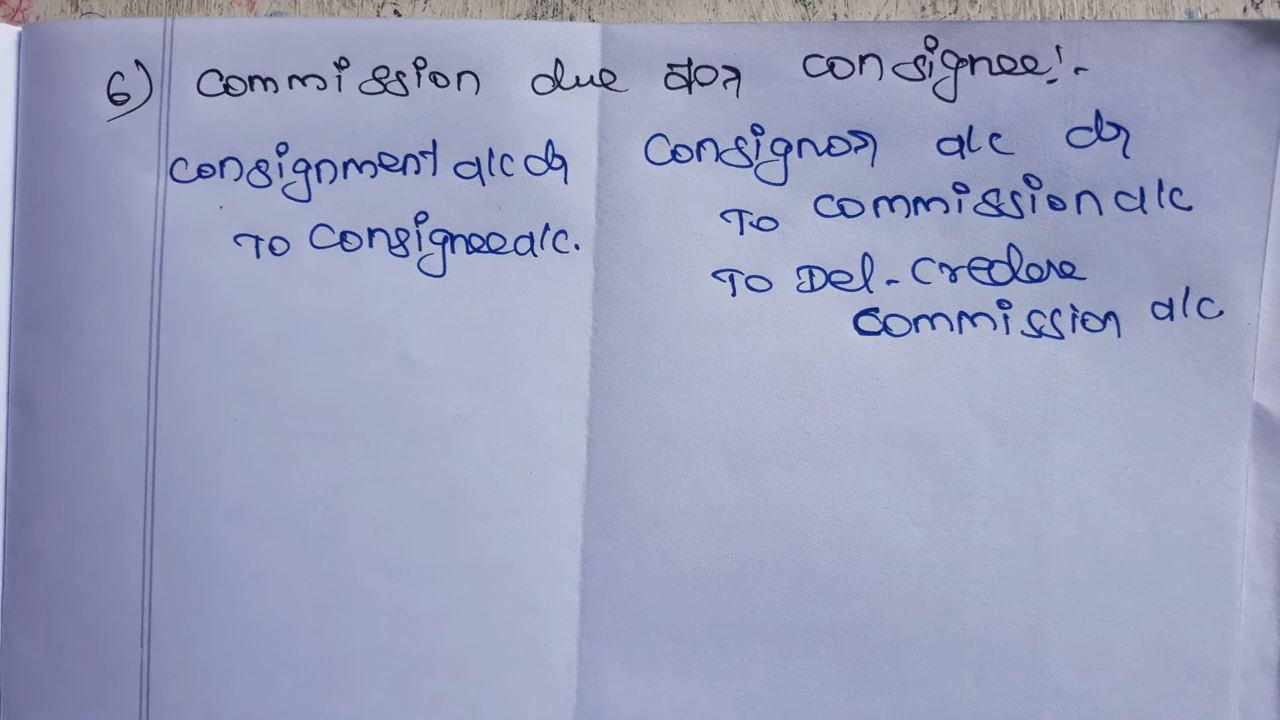 6) Commission due for consignee:-
Consignment a/c dr
To Consignee a/c.
Consignor a/c dr
To commission a/c
To Del-Credere
commission a/c